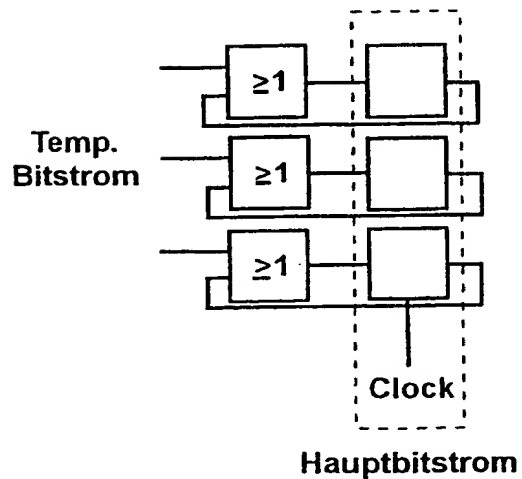 ≥1
Temp.
Bitstrom
≥1
≥1
Clock
Hauptbitstrom